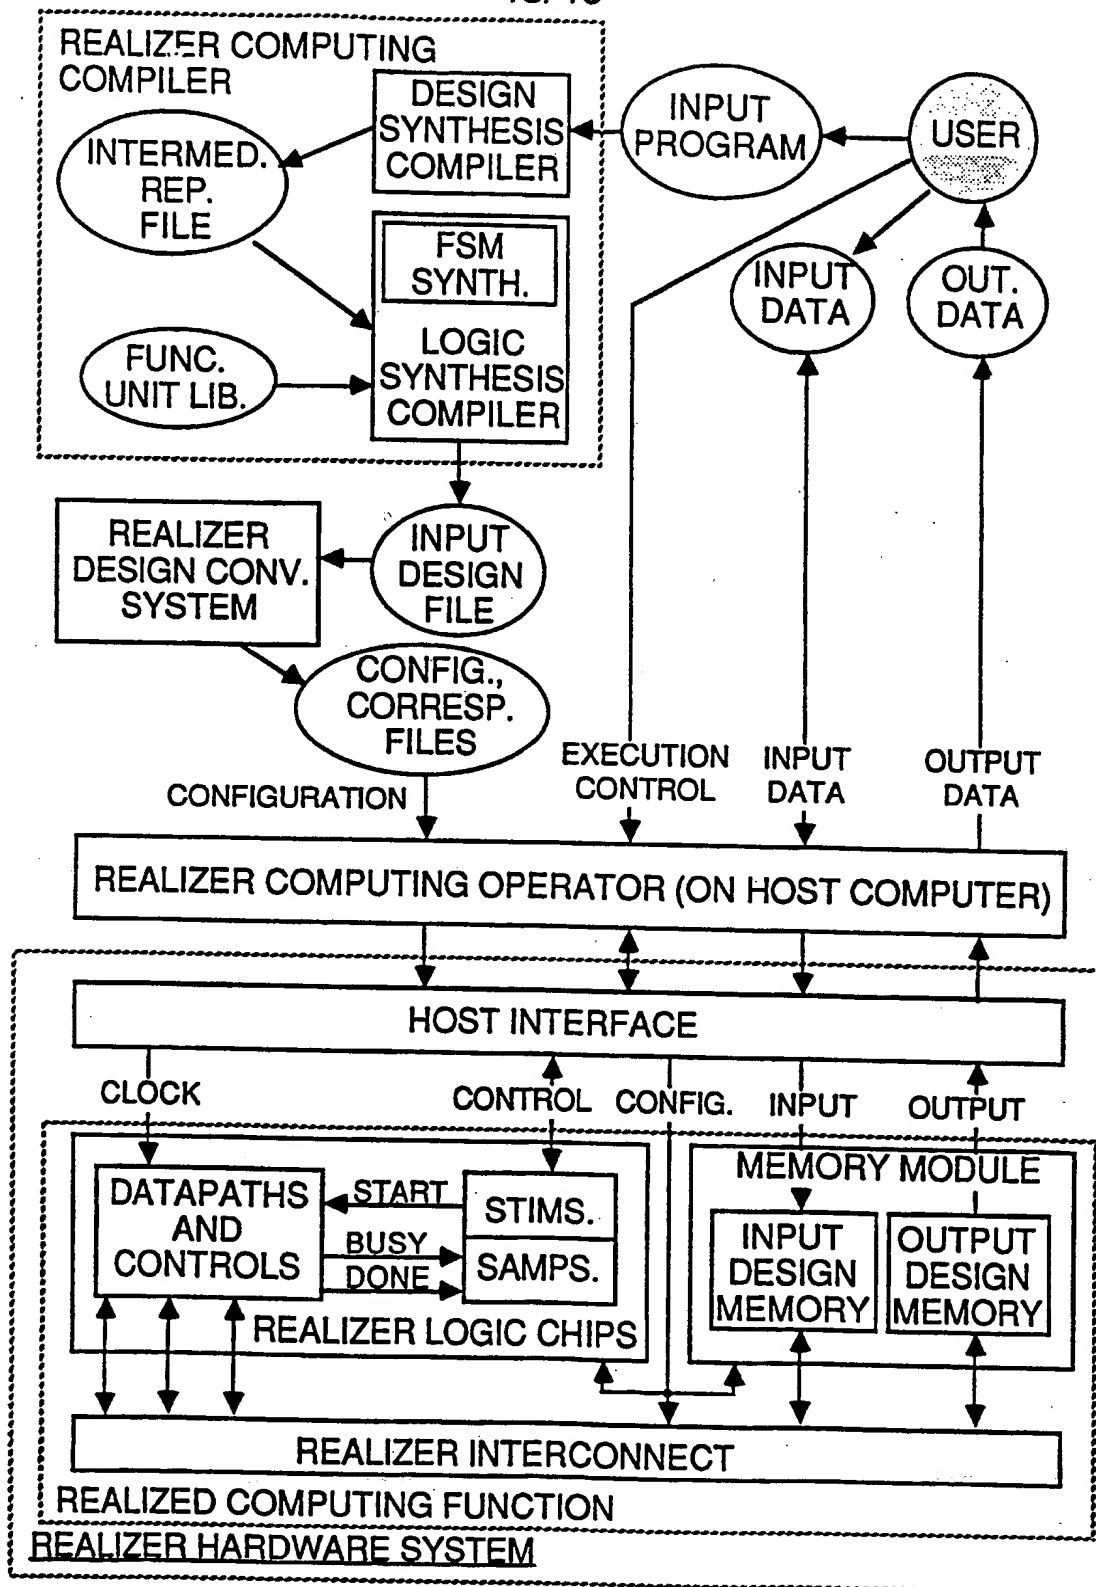 REALIZER COMPUTING
COMPILER
DESIGN
SYNTHESIS
COMPILER
INPUT
PROGRAM
USER
INTERMED.
REP.
FILE
FSM
SYNTH.
LOGIC
SYNTHESIS
COMPILER
INPUT
DATA
OUT.
DATA
FUNC.
UNIT LIB.
REALIZER
DESIGN CONV.
SYSTEM
INPUT
DESIGN
FILE
CONFIG.,
CORRESP.
FILES
CONFIGURATION
EXECUTION
CONTROL
INPUT
DATA
OUTPUT
DATA
REALIZER COMPUTING OPERATOR (ON HOST COMPUTER)
HOST INTERFACE
CLOCK
CONTROL
CONFIG.
INPUT
OUTPUT
DATAPATHS
AND
CONTROLS
START
BUSY
DONE
STIMS.
SAMPS.
REALIZER LOGIC CHIPS
MEMORY MODULE
INPUT
DESIGN
MEMORY
OUTPUT
DESIGN
MEMORY
REALIZER INTERCONNECT
REALIZED COMPUTING FUNCTION
REALIZER HARDWARE SYSTEM